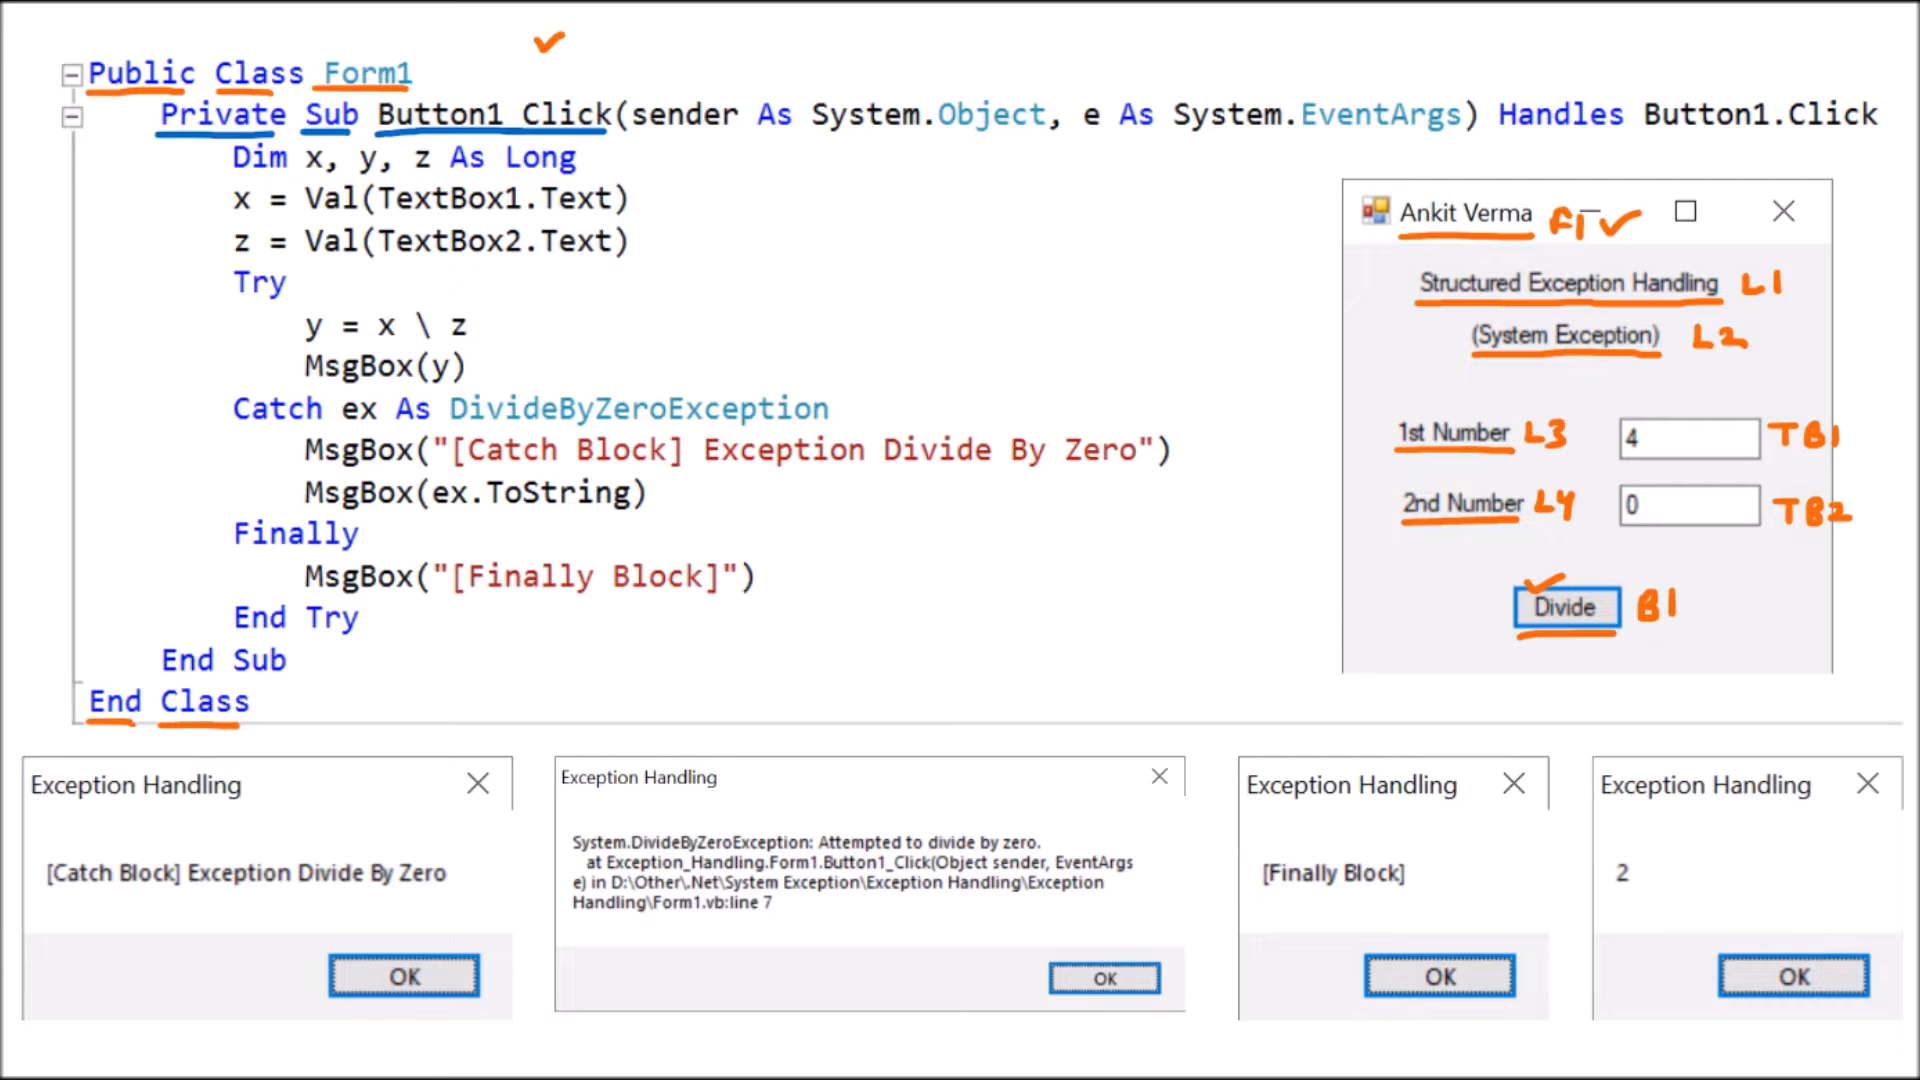 Public Class Form1
Private Sub Button1_Click(sender As System.Object, e As System.EventArgs) Handles Button1.Click
Dim x, y, z As Long
x = Val(TextBox1.Text)
z = Val(TextBox2.Text)
Try
y = x \ z
MsgBox(y)
Catch ex As DivideByZeroException
MsgBox("[Catch Block] Exception Divide By Zero")
MsgBox(ex.ToString)
Finally
MsgBox("[Finally Block]")
End Try
End Sub
End Class
Ankit Verma F1
Structured Exception Handling L1
(System Exception) L2
1st Number L3 4 TB1
2nd Number L4 0 TB2
Divide B1
Exception Handling
[Catch Block] Exception Divide By Zero
OK
Exception Handling
System.DivideByZeroException: Attempted to divide by zero.
at Exception_Handling.Form1.Button1_Click(Object sender, EventArgs
e) in D:\Other\.Net\System Exception\Exception Handling\Exception
Handling\Form1.vb:line 7
OK
Exception Handling
[Finally Block]
OK
Exception Handling
2
OK